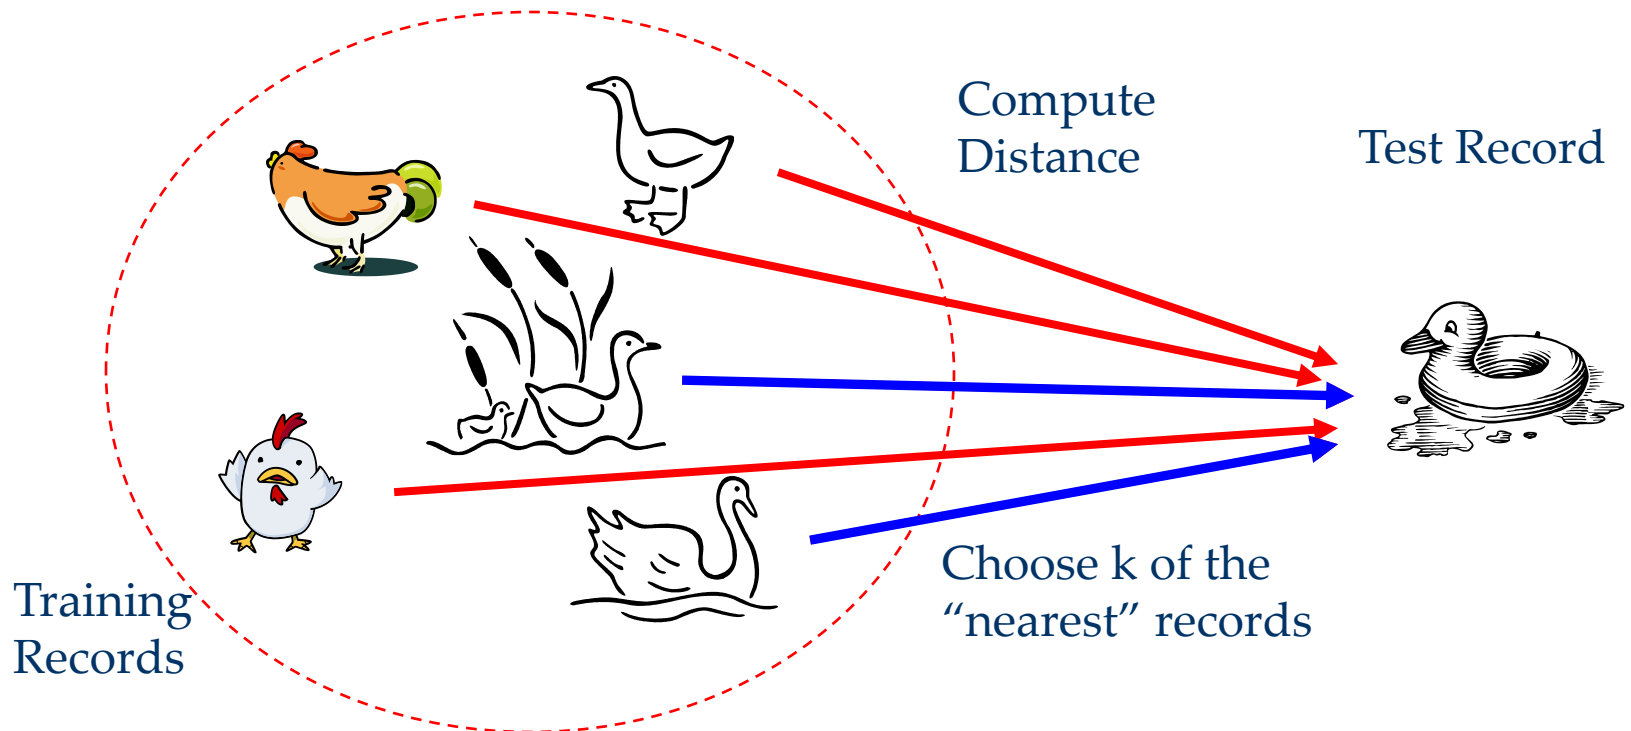 Compute
Distance
Test Record
Choose k of the
“nearest” records
Training
Records